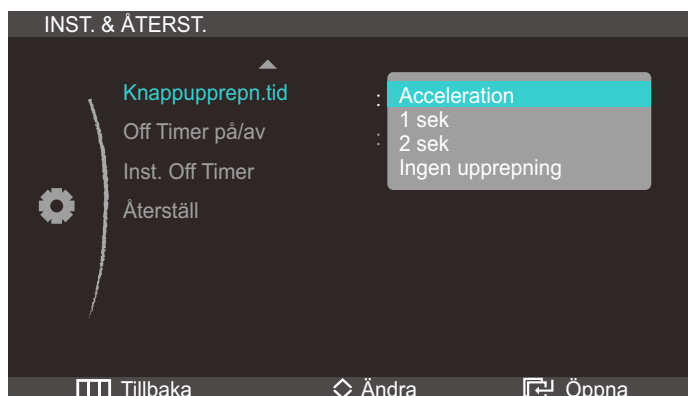 INST. & ÅTERST.
Knappupprepn.tid : Acceleration
1 sek
Off Timer på/av :
2 sek
Inst. Off Timer
Ingen upprepning
Återställ
Tillbaka Ändra Öppna